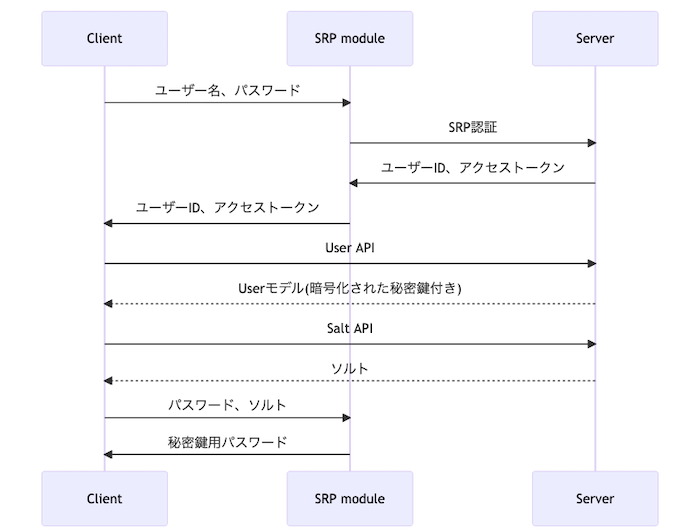 Client
SRP module
Server
ユーザー名、パスワード
SRP認証
ユーザーID、アクセストークン
ユーザーID、アクセストークン
User API
Userモデル(暗号化された秘密鍵付き)
Salt API
ソルト
パスワード、ソルト
秘密鍵用パスワード
Client
SRP module
Server